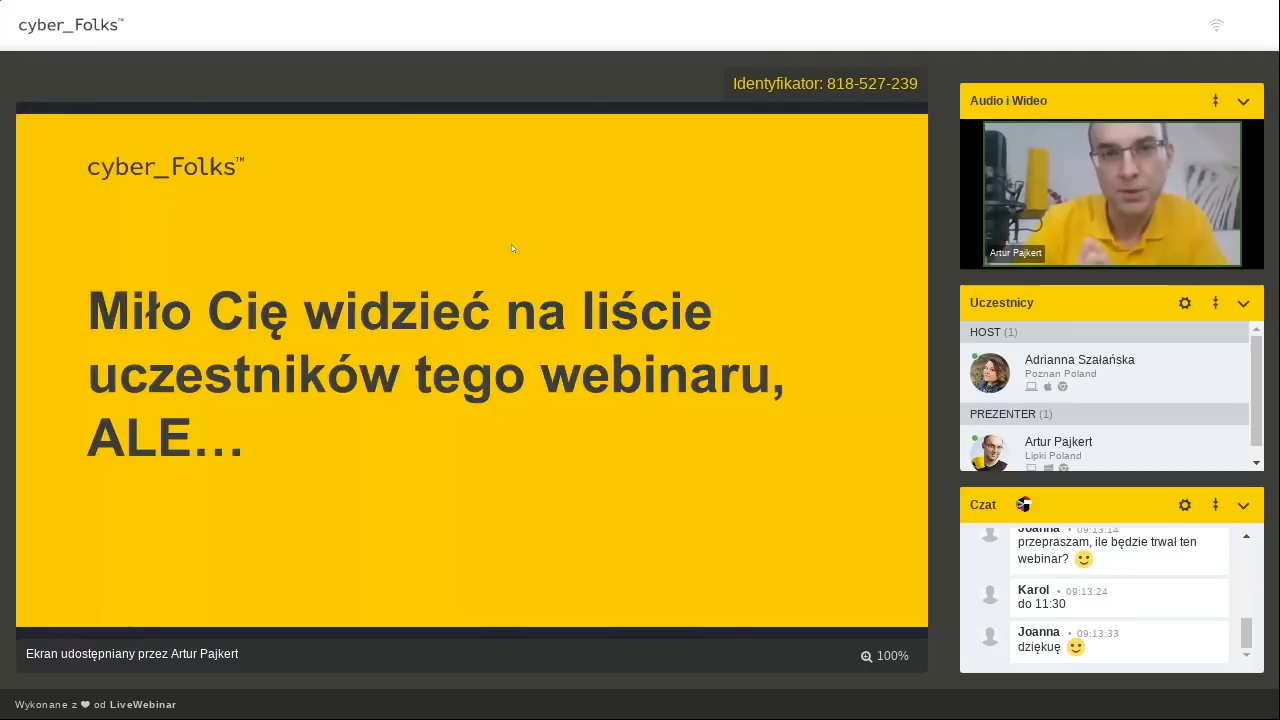 cyber_Folks™
Identyfikator: 818-527-239
cyber_Folks™
Miło Cię widzieć na liście
uczestników tego webinaru,
ALE…
Ekran udostępniany przez Artur Pajkert
100%
Audio i Wideo
Artur Pajkert
Uczestnicy
HOST (1)
Adrianna Szałańska
Poznan Poland
PREZENTER (1)
Artur Pajkert
Lipki Poland
Czat
Joanna • 09:13:14
przepraszam, ile będzie trwał ten
webinar?
Karol • 09:13:24
do 11:30
Joanna • 09:13:33
dziękuę
Wykonane z ❤ od LiveWebinar